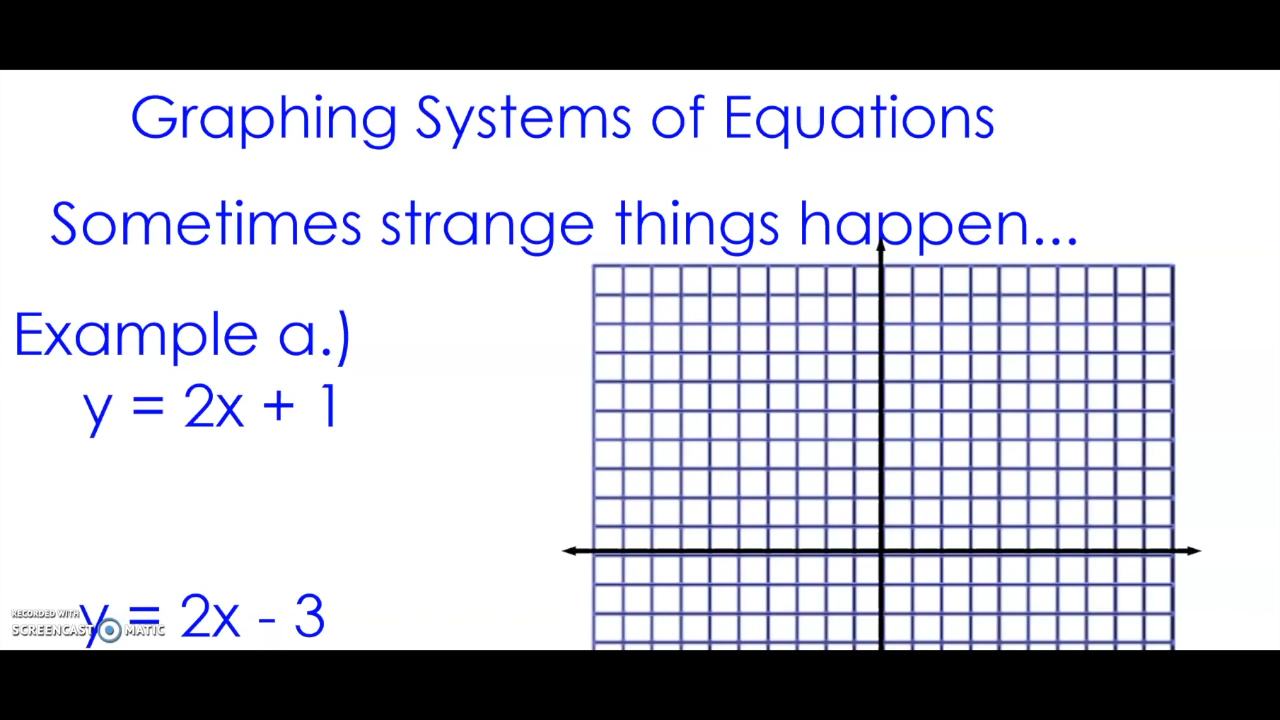 Graphing Systems of Equations
Sometimes strange things happen...
Example a.)
y = 2x + 1
y = 2x - 3
RECORDED WITH
SCREENCAST MATIC